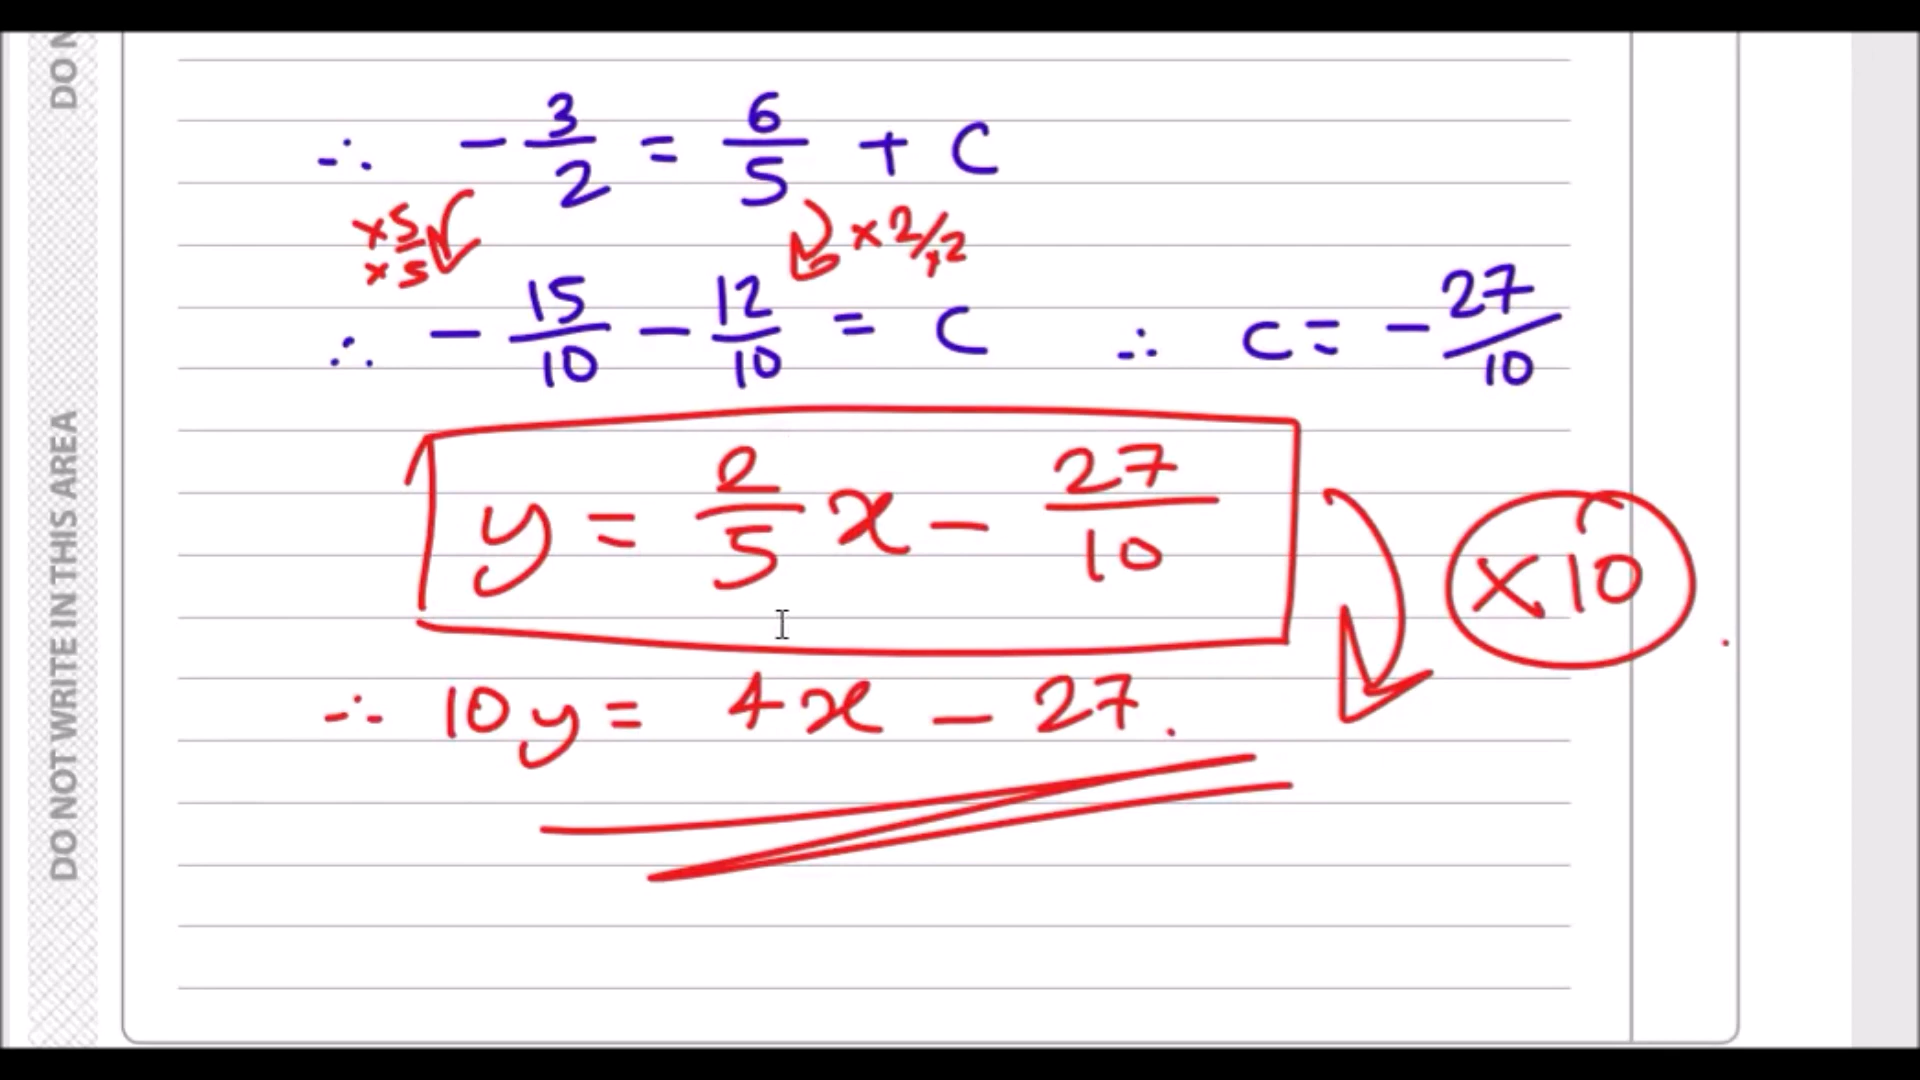 DO N
DO NOT WRITE IN THIS AREA
∴ -3/2 = 6/5 + C
×5/×5 ×2/×2
∴ -15/10 - 12/10 = C ∴ C = -27/10
y = 2/5 x - 27/10
×10
∴ 10y = 4x - 27.